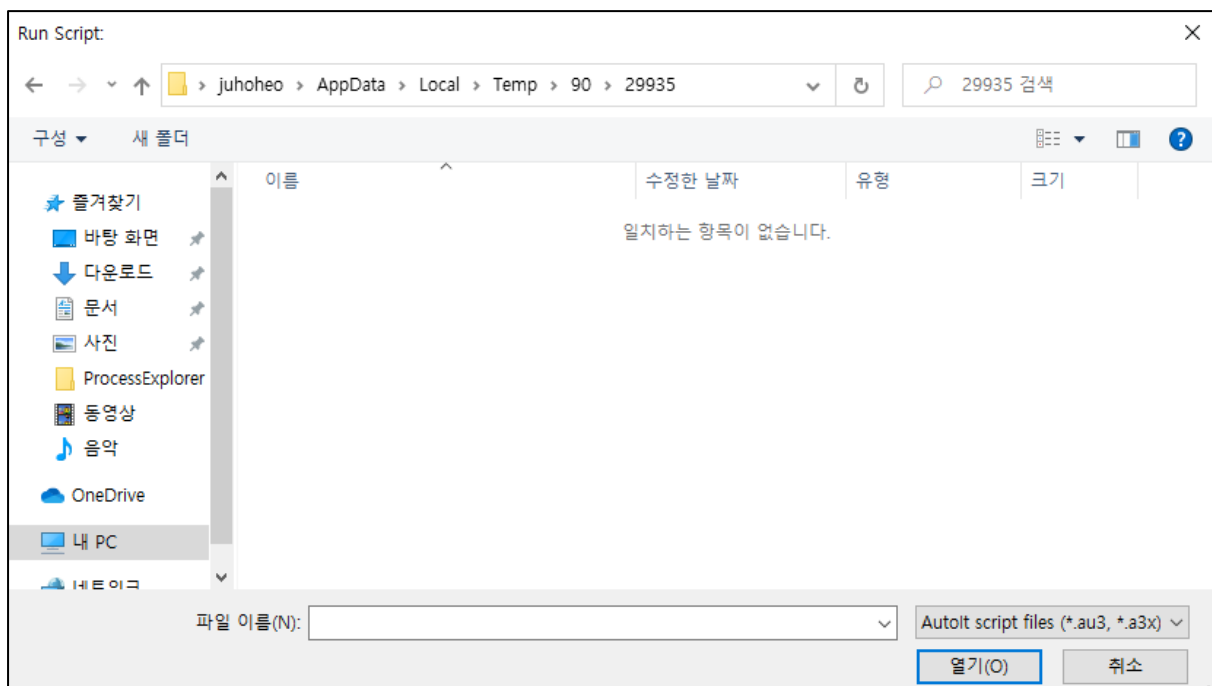 Run Script:
juhoheo > AppData > Local > Temp > 90 > 29935
29935 검색
구성
새 폴더
이름
수정한 날짜
유형
크기
일치하는 항목이 없습니다.
즐겨찾기
바탕 화면
다운로드
문서
사진
ProcessExplorer
동영상
음악
OneDrive
내 PC
네트워크
파일 이름(N):
AutoIt script files (*.au3, *.a3x)
열기(O)
취소